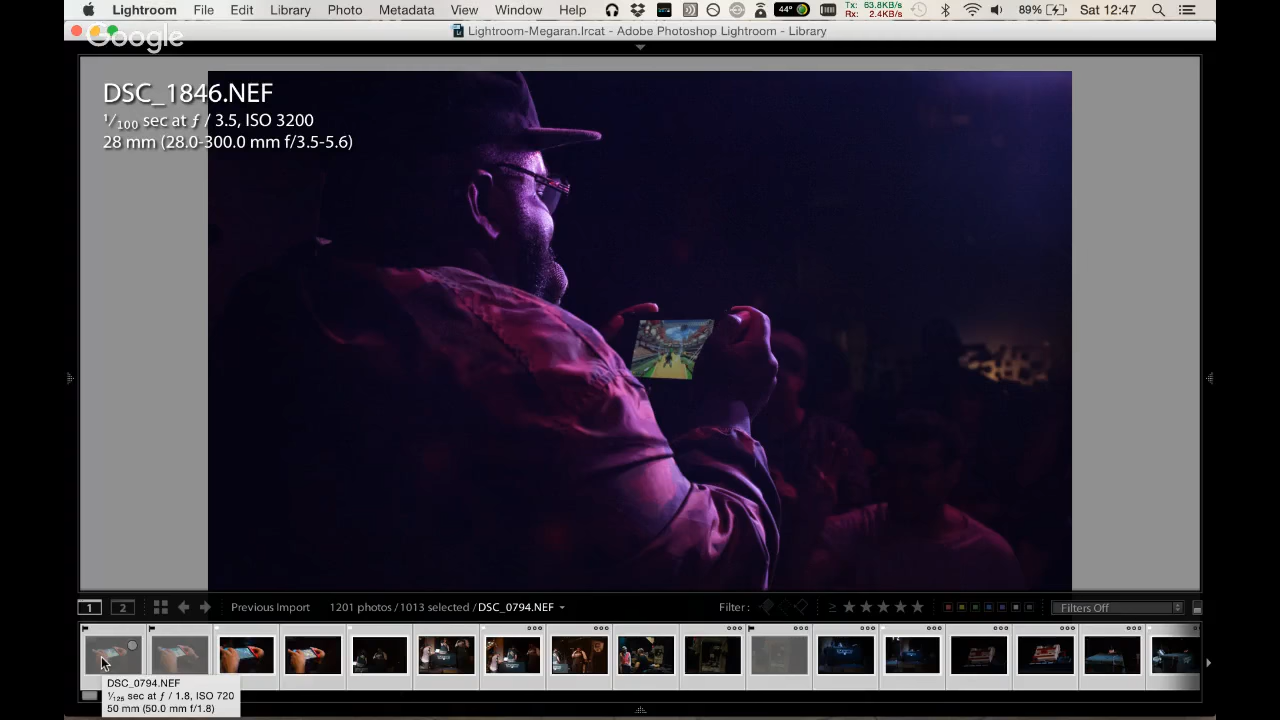 Lightroom File Edit Library Photo Metadata View Window Help 44° Tx: 63.8KB/s Rx: 2.4KB/s 89% Sat 12:47
Google
Lightroom-Megaran.lrcat - Adobe Photoshop Lightroom - Library
DSC_1846.NEF
1/100 sec at ƒ / 3.5, ISO 3200
28 mm (28.0-300.0 mm f/3.5-5.6)
1 2 Previous Import 1201 photos / 1013 selected / DSC_0794.NEF Filter : ≥ ★★★★★ Filters Off
DSC_0794.NEF
1/125 sec at ƒ / 1.8, ISO 720
50 mm (50.0 mm f/1.8)